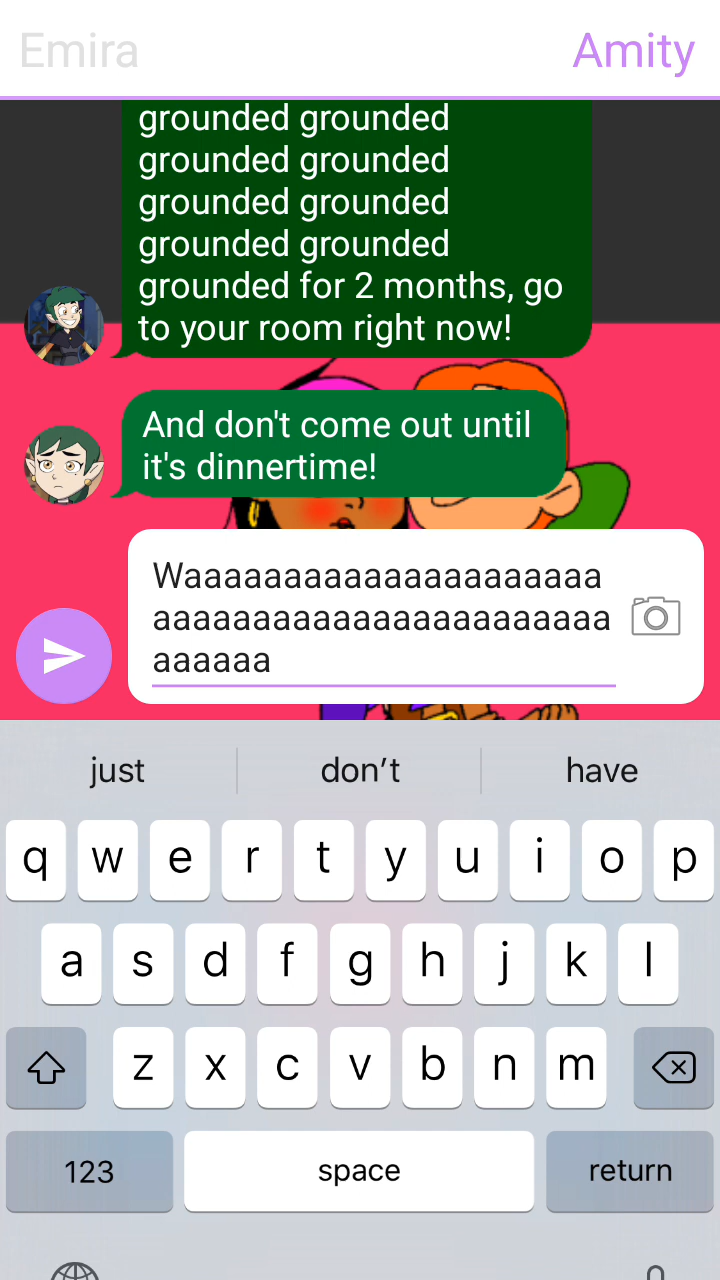 Emira
Amity
grounded grounded
grounded grounded
grounded grounded
grounded grounded
grounded for 2 months, go
to your room right now!
And don't come out until
it's dinnertime!
Waaaaaaaaaaaaaaaaaaaaa
aaaaaaaaaaaaaaaaaaaaaaa
aaaaaa
just
don’t
have
q w e r t y u i o p
a s d f g h j k l
z x c v b n m
123
space
return